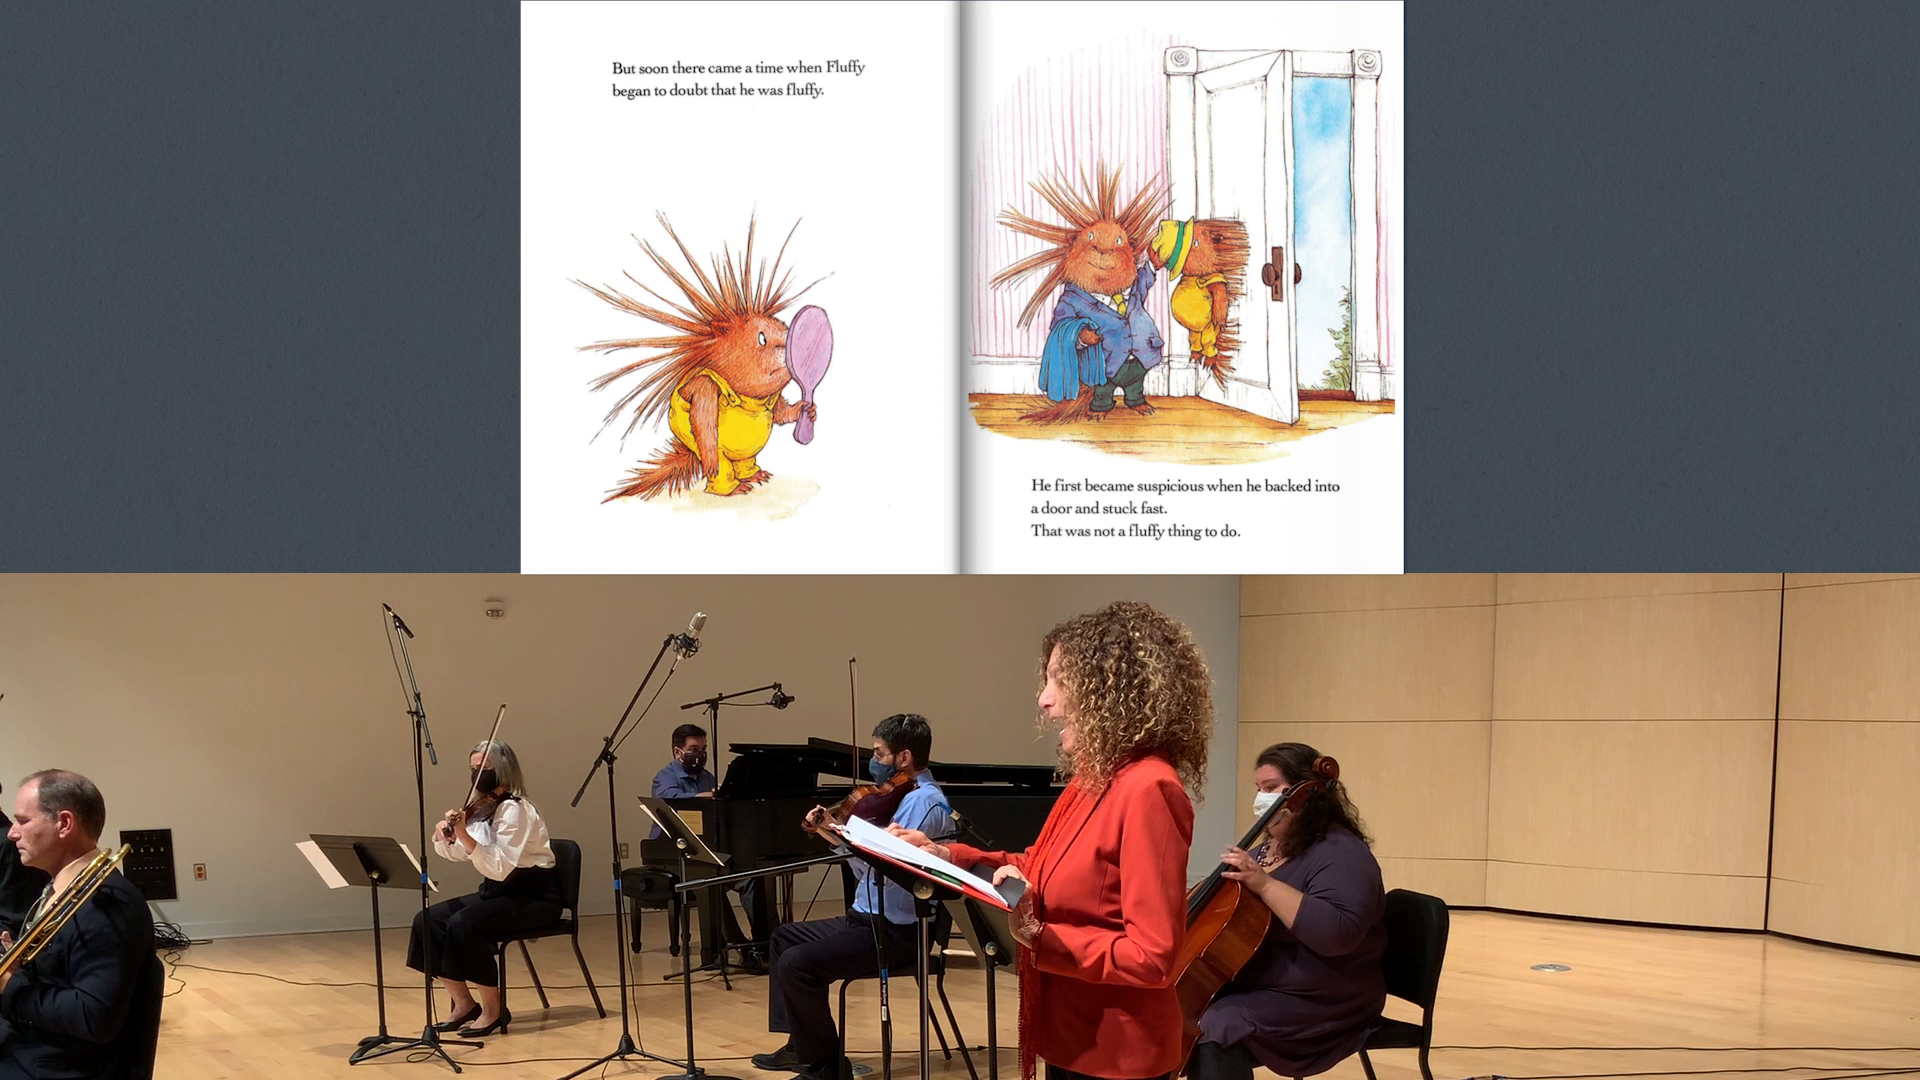 But soon there came a time when Fluffy
began to doubt that he was fluffy.
He first became suspicious when he backed into
a door and stuck fast.
That was not a fluffy thing to do.